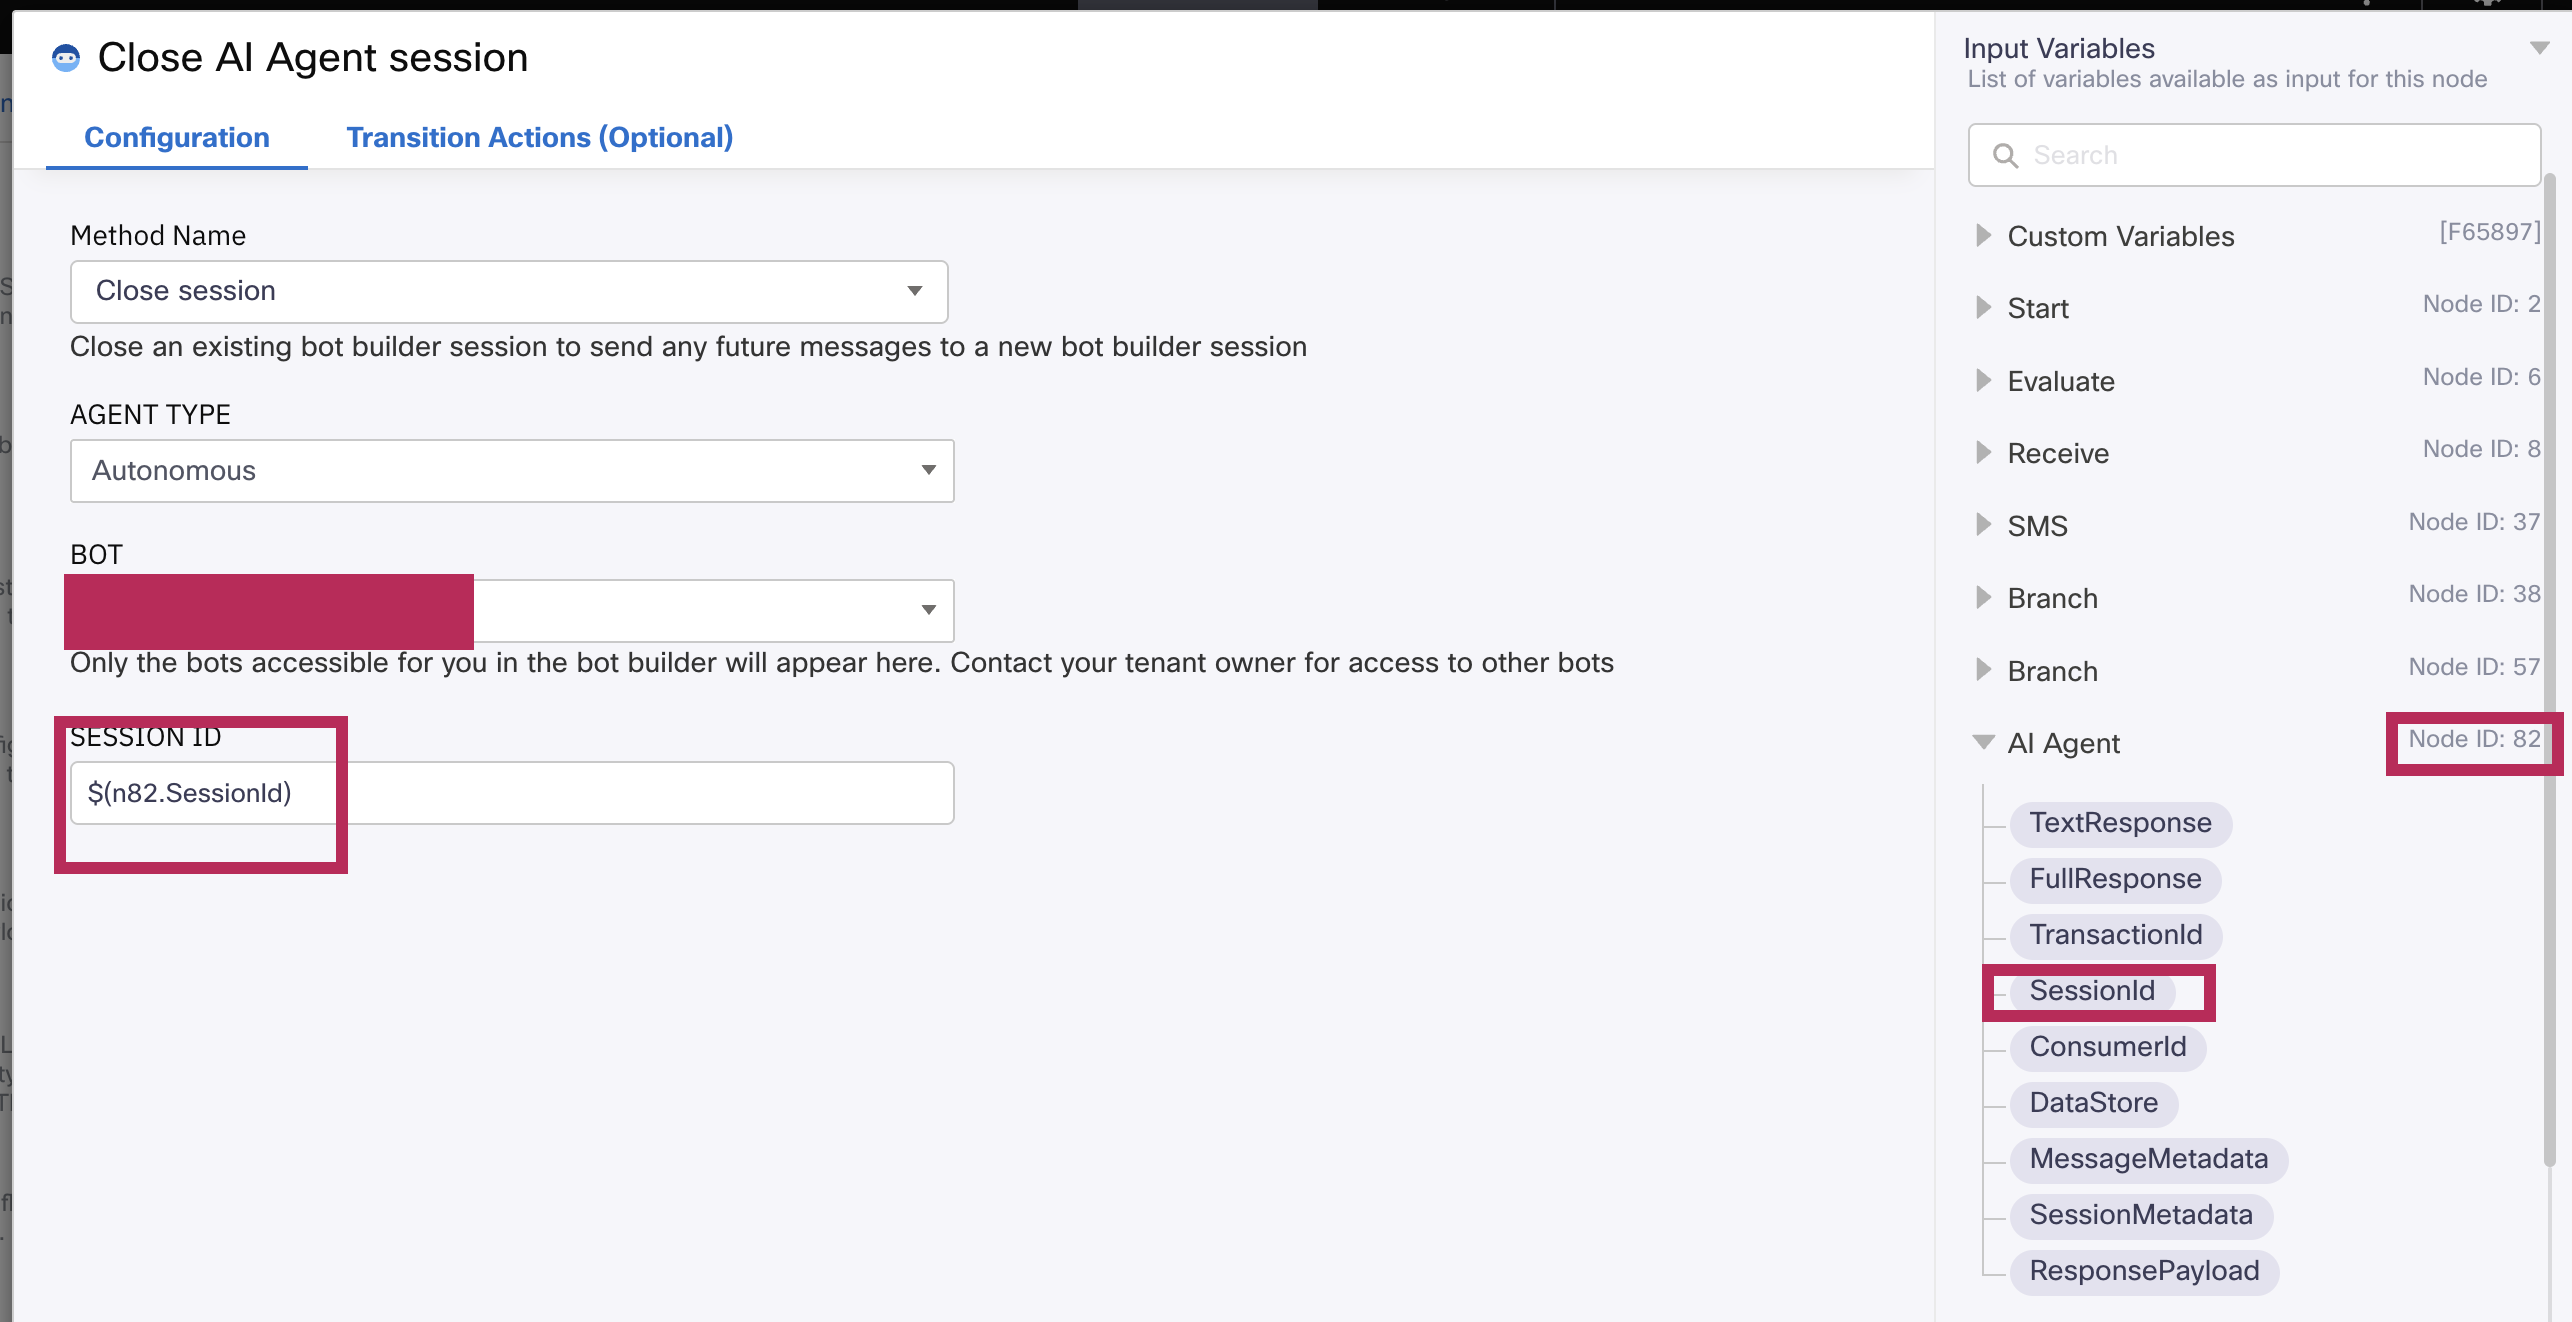 Close AI Agent session
Configuration
Transition Actions (Optional)
Method Name
Close session
Close an existing bot builder session to send any future messages to a new bot builder session
AGENT TYPE
Autonomous
BOT
Only the bots accessible for you in the bot builder will appear here. Contact your tenant owner for access to other bots
SESSION ID
$(n82.SessionId)
Input Variables
List of variables available as input for this node
Search
Custom Variables [F65897]
Start Node ID: 2
Evaluate Node ID: 6
Receive Node ID: 8
SMS Node ID: 37
Branch Node ID: 38
Branch Node ID: 57
AI Agent Node ID: 82
TextResponse
FullResponse
TransactionId
SessionId
ConsumerId
DataStore
MessageMetadata
SessionMetadata
ResponsePayload